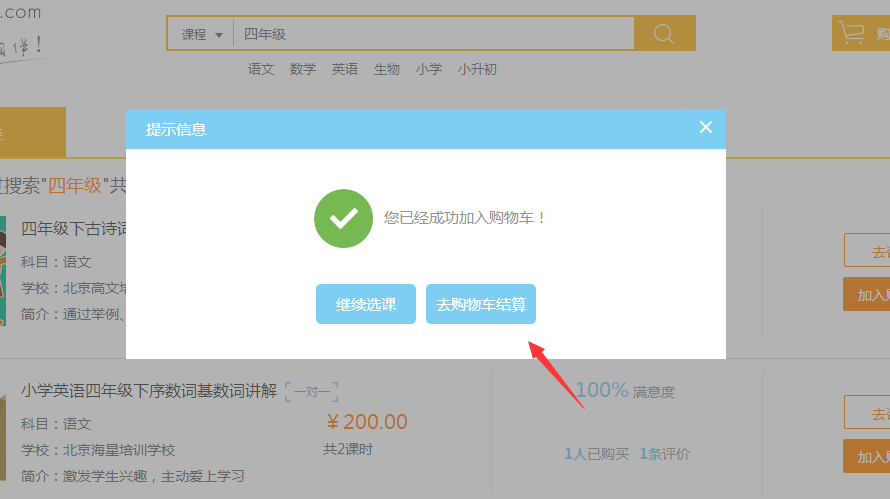 .com
伴!
课程
四年级
购
语文 数学 英语 生物 小学 小升初
提示信息
过搜索"四年级"共
您已经成功加入购物车！
继续选课
去购物车结算
四年级下古诗词
科目：语文
学校：北京高文培
简介：通过举例、
去咨
加入购
小学英语四年级下序数词基数词讲解 一对一
科目：语文
学校：北京海星培训学校
简介：激发学生兴趣，主动爱上学习
￥200.00
共2课时
100% 满意度
1人已购买 1条评价
去咨
加入购